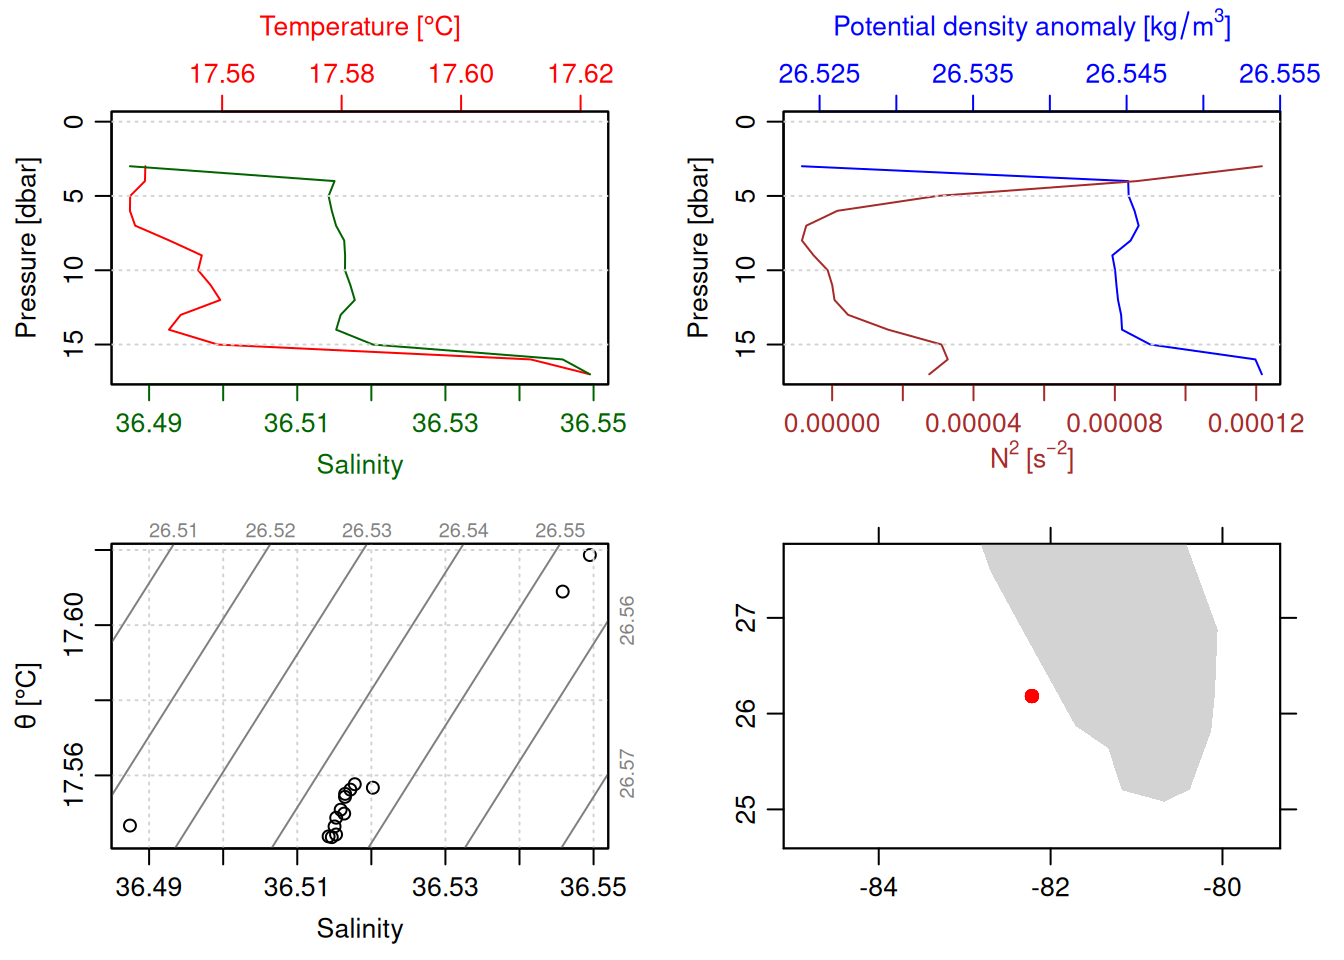 Temperature [°C]
17.56 17.58 17.60 17.62
Pressure [dbar]
0 5 10 15
36.49 36.51 36.53 36.55
Salinity
Potential density anomaly [kg/m³]
26.525 26.535 26.545 26.555
Pressure [dbar]
0 5 10 15
0.00000 0.00004 0.00008 0.00012
N² [s⁻²]
26.51 26.52 26.53 26.54 26.55
26.56
26.57
θ [°C]
17.60
17.56
36.49 36.51 36.53 36.55
Salinity
27
26
25
-84 -82 -80